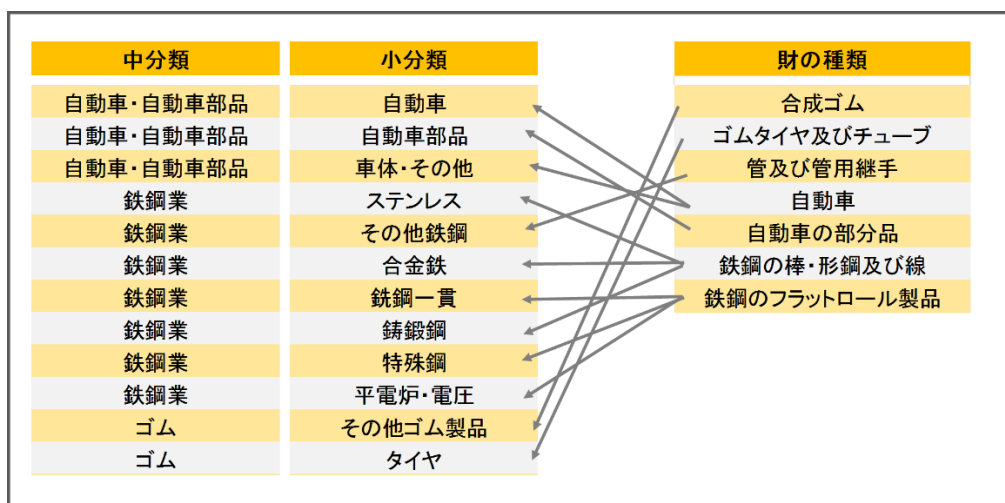 中分類 小分類 財の種類
自動車・自動車部品 自動車 合成ゴム
自動車・自動車部品 自動車部品 ゴムタイヤ及びチューブ
自動車・自動車部品 車体・その他 管及び管用継手
鉄鋼業 ステンレス 自動車
鉄鋼業 その他鉄鋼 自動車の部分品
鉄鋼業 合金鉄 鉄鋼の棒・形鋼及び線
鉄鋼業 銑鋼一貫 鉄鋼のフラットロール製品
鉄鋼業 鋳鍛鋼
鉄鋼業 特殊鋼
鉄鋼業 平電炉・電圧
ゴム その他ゴム製品
ゴム タイヤ